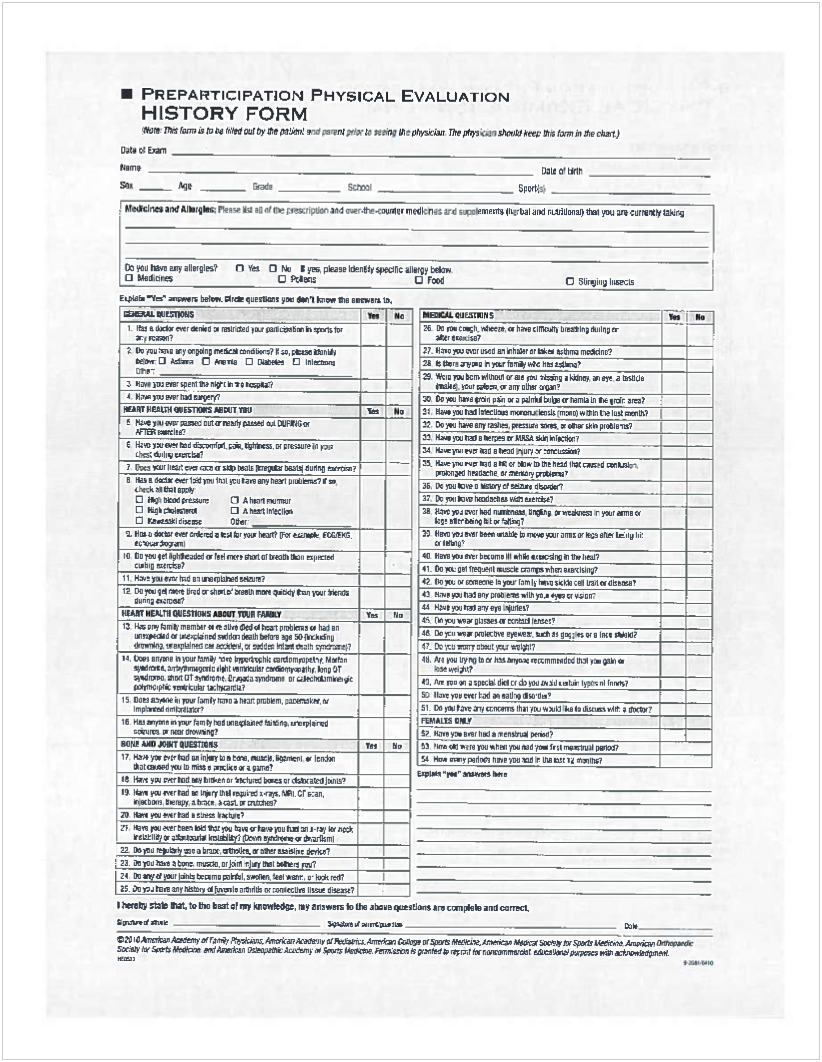 PREPARTICIPATION PHYSICAL EVALUATION
HISTORY FORM
(Note: This form is to be filled out by the patient and parent prior to seeing the physician. The physician should keep this form in the chart.)
Date of Exam
Name Date of birth
Sex Age Grade School Sport(s)
Medicines and Allergies: Please list all of the prescription and over-the-counter medicines and supplements (herbal and nutritional) that you are currently taking
Do you have any allergies? ☐ Yes ☐ No If yes, please identify specific allergy below.
☐ Medicines ☐ Pollens ☐ Food ☐ Stinging Insects
Explain "Yes" answers below. Circle questions you don't know the answers to.
GENERAL QUESTIONS Yes No
1. Has a doctor ever denied or restricted your participation in sports for
any reason?
2. Do you have any ongoing medical conditions? If so, please identify
below: ☐ Asthma ☐ Anemia ☐ Diabetes ☐ Infections
Other:
3. Have you ever spent the night in the hospital?
4. Have you ever had surgery?
HEART HEALTH QUESTIONS ABOUT YOU Yes No
5. Have you ever passed out or nearly passed out DURING or
AFTER exercise?
6. Have you ever had discomfort, pain, tightness, or pressure in your
chest during exercise?
7. Does your heart ever race or skip beats (irregular beats) during exercise?
8. Has a doctor ever told you that you have any heart problems? If so,
check all that apply
☐ High blood pressure ☐ A heart murmur
☐ High cholesterol ☐ A heart infection
☐ Kawasaki disease Other:
9. Has a doctor ever ordered a test for your heart? (For example, ECG/EKG,
echocardiogram)
10. Do you get lightheaded or feel more short of breath than expected
during exercise?
11. Have you ever had an unexplained seizure?
12. Do you get more tired or short of breath more quickly than your friends
during exercise?
HEART HEALTH QUESTIONS ABOUT YOUR FAMILY Yes No
13. Has any family member or relative died of heart problems or had an
unexpected or unexplained sudden death before age 50 (including
drowning, unexplained car accident, or sudden infant death syndrome)?
14. Does anyone in your family have hypertrophic cardiomyopathy, Marfan
syndrome, arrhythmogenic right ventricular cardiomyopathy, long QT
syndrome, short QT syndrome, Brugada syndrome, or catecholaminergic
polymorphic ventricular tachycardia?
15. Does anyone in your family have a heart problem, pacemaker, or
implanted defibrillator?
16. Has anyone in your family had unexplained fainting, unexplained
seizures, or near drowning?
BONE AND JOINT QUESTIONS Yes No
17. Have you ever had an injury to a bone, muscle, ligament, or tendon
that caused you to miss a practice or a game?
18. Have you ever had any broken or fractured bones or dislocated joints?
19. Have you ever had an injury that required x-rays, MRI, CT scan,
injections, therapy, a brace, a cast, or crutches?
20. Have you ever had a stress fracture?
21. Have you ever been told that you have or have you had an x-ray for neck
instability or atlantoaxial instability? (Down syndrome or dwarfism)
22. Do you regularly use a brace, orthotics, or other assistive device?
23. Do you have a bone, muscle, or joint injury that bothers you?
24. Do any of your joints become painful, swollen, feel warm, or look red?
25. Do you have any history of juvenile arthritis or connective tissue disease?
MEDICAL QUESTIONS Yes No
26. Do you cough, wheeze, or have difficulty breathing during or
after exercise?
27. Have you ever used an inhaler or taken asthma medicine?
28. Is there anyone in your family who has asthma?
29. Were you born without or are you missing a kidney, an eye, a testicle
(males), your spleen, or any other organ?
30. Do you have groin pain or a painful bulge or hernia in the groin area?
31. Have you had infectious mononucleosis (mono) within the last month?
32. Do you have any rashes, pressure sores, or other skin problems?
33. Have you had a herpes or MRSA skin infection?
34. Have you ever had a head injury or concussion?
35. Have you ever had a hit or blow to the head that caused confusion,
prolonged headache, or memory problems?
36. Do you have a history of seizure disorder?
37. Do you have headaches with exercise?
38. Have you ever had numbness, tingling, or weakness in your arms or
legs after being hit or falling?
39. Have you ever been unable to move your arms or legs after being hit
or falling?
40. Have you ever become ill while exercising in the heat?
41. Do you get frequent muscle cramps when exercising?
42. Do you or someone in your family have sickle cell trait or disease?
43. Have you had any problems with your eyes or vision?
44. Have you had any eye injuries?
45. Do you wear glasses or contact lenses?
46. Do you wear protective eyewear, such as goggles or a face shield?
47. Do you worry about your weight?
48. Are you trying to or has anyone recommended that you gain or
lose weight?
49. Are you on a special diet or do you avoid certain types of foods?
50. Have you ever had an eating disorder?
51. Do you have any concerns that you would like to discuss with a doctor?
FEMALES ONLY
52. Have you ever had a menstrual period?
53. How old were you when you had your first menstrual period?
54. How many periods have you had in the last 12 months?
Explain "yes" answers here
I hereby state that, to the best of my knowledge, my answers to the above questions are complete and correct.
Signature of athlete Signature of parent/guardian Date
©2010 American Academy of Family Physicians, American Academy of Pediatrics, American College of Sports Medicine, American Medical Society for Sports Medicine, American Orthopaedic
Society for Sports Medicine, and American Osteopathic Academy of Sports Medicine. Permission is granted to reprint for noncommercial, educational purposes with acknowledgment.
HE0503 9-2681/0410